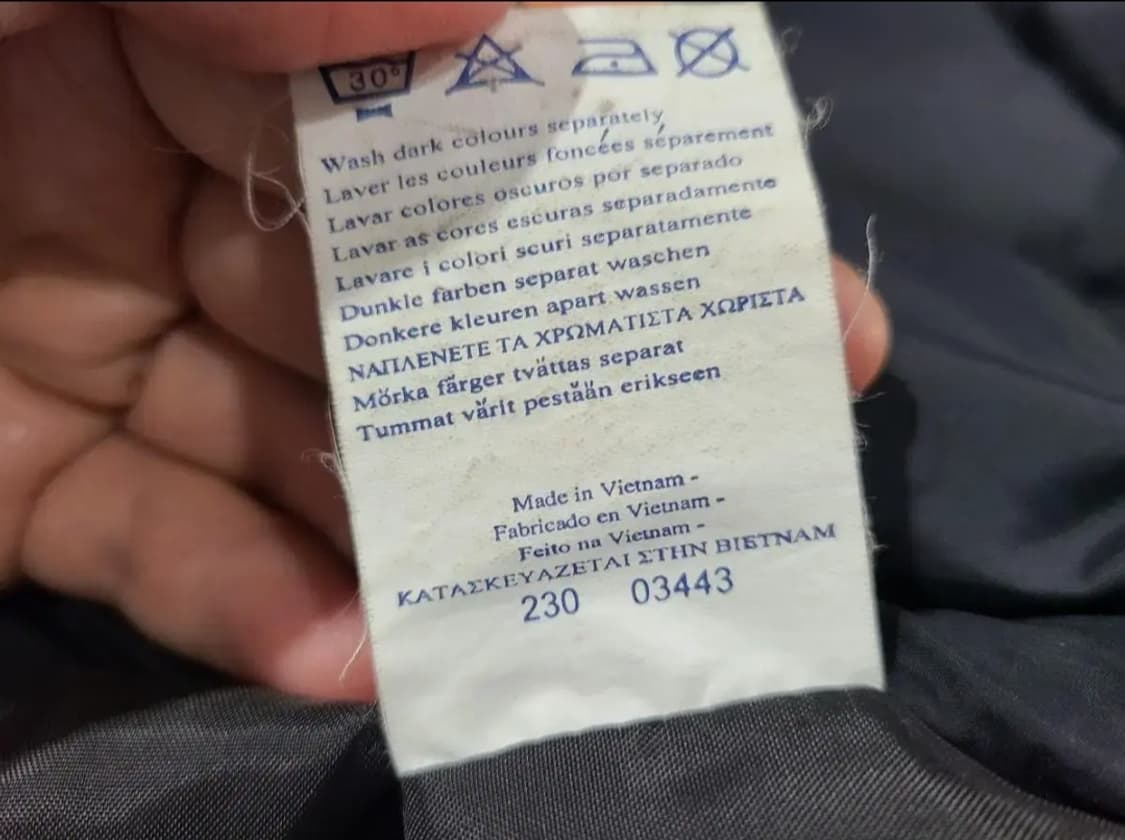 30°
Wash dark colours separately
Laver les couleurs foncées séparement
Lavar colores oscuros por separado
Lavar as cores escuras separadamente
Lavare i colori scuri separatamente
Dunkle farben separat waschen
Donkere kleuren apart wassen
ΝΑΠΛΕΝΕΤΕ ΤΑ ΧΡΩΜΑΤΙΣΤΑ ΧΩΡΙΣΤΑ
Mörka färger tvättas separat
Tummat värit pestään erikseen
Made in Vietnam -
Fabricado en Vietnam -
Feito na Vietnam -
ΚΑΤΑΣΚΕΥΑΖΕΤΑΙ ΣΤΗΝ ΒΙΕΤΝΑΜ
230 03443